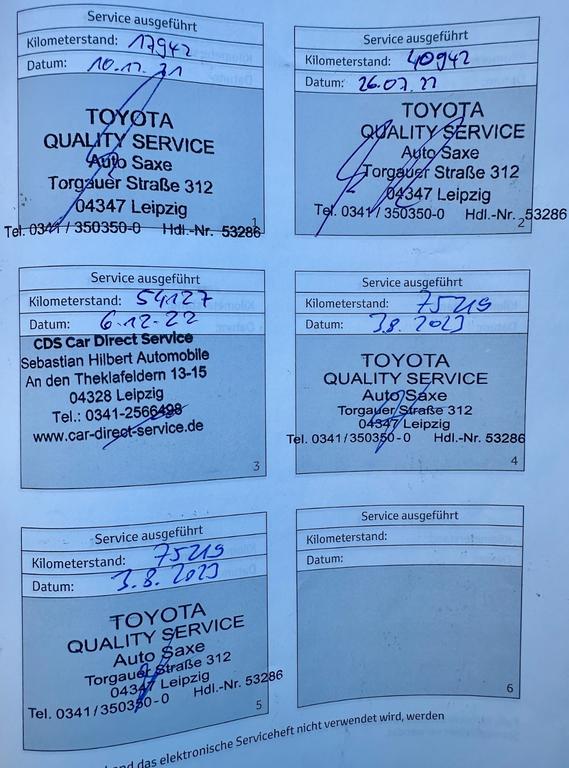 Service ausgeführt
Kilometerstand: 17942
Datum: 10.12.21
TOYOTA
QUALITY SERVICE
Auto Saxe
Torgauer Straße 312
04347 Leipzig
Tel. 0341/350350-0 Hdl.-Nr. 53286
1
Service ausgeführt
Kilometerstand: 40942
Datum: 26.07.22
TOYOTA
QUALITY SERVICE
Auto Saxe
Torgauer Straße 312
04347 Leipzig
Tel. 0341/350350-0 Hdl.-Nr. 53286
2
Service ausgeführt
Kilometerstand: 54127
Datum: 6.12.22
CDS Car Direct Service
Sebastian Hilbert Automobile
An den Theklafeldern 13-15
04328 Leipzig
Tel.: 0341-2566498
www.car-direct-service.de
3
Service ausgeführt
Kilometerstand: 75219
Datum: 3.8.2023
TOYOTA
QUALITY SERVICE
Auto Saxe
Torgauer Straße 312
04347 Leipzig
Tel. 0341/350350-0 Hdl.-Nr. 53286
4
Service ausgeführt
Kilometerstand: 75219
Datum: 3.8.2023
TOYOTA
QUALITY SERVICE
Auto Saxe
Torgauer Straße 312
04347 Leipzig
Tel. 0341/350350-0 Hdl.-Nr. 53286
5
Service ausgeführt
Kilometerstand:
Datum:
6
das elektronische Serviceheft nicht verwendet wird, werden